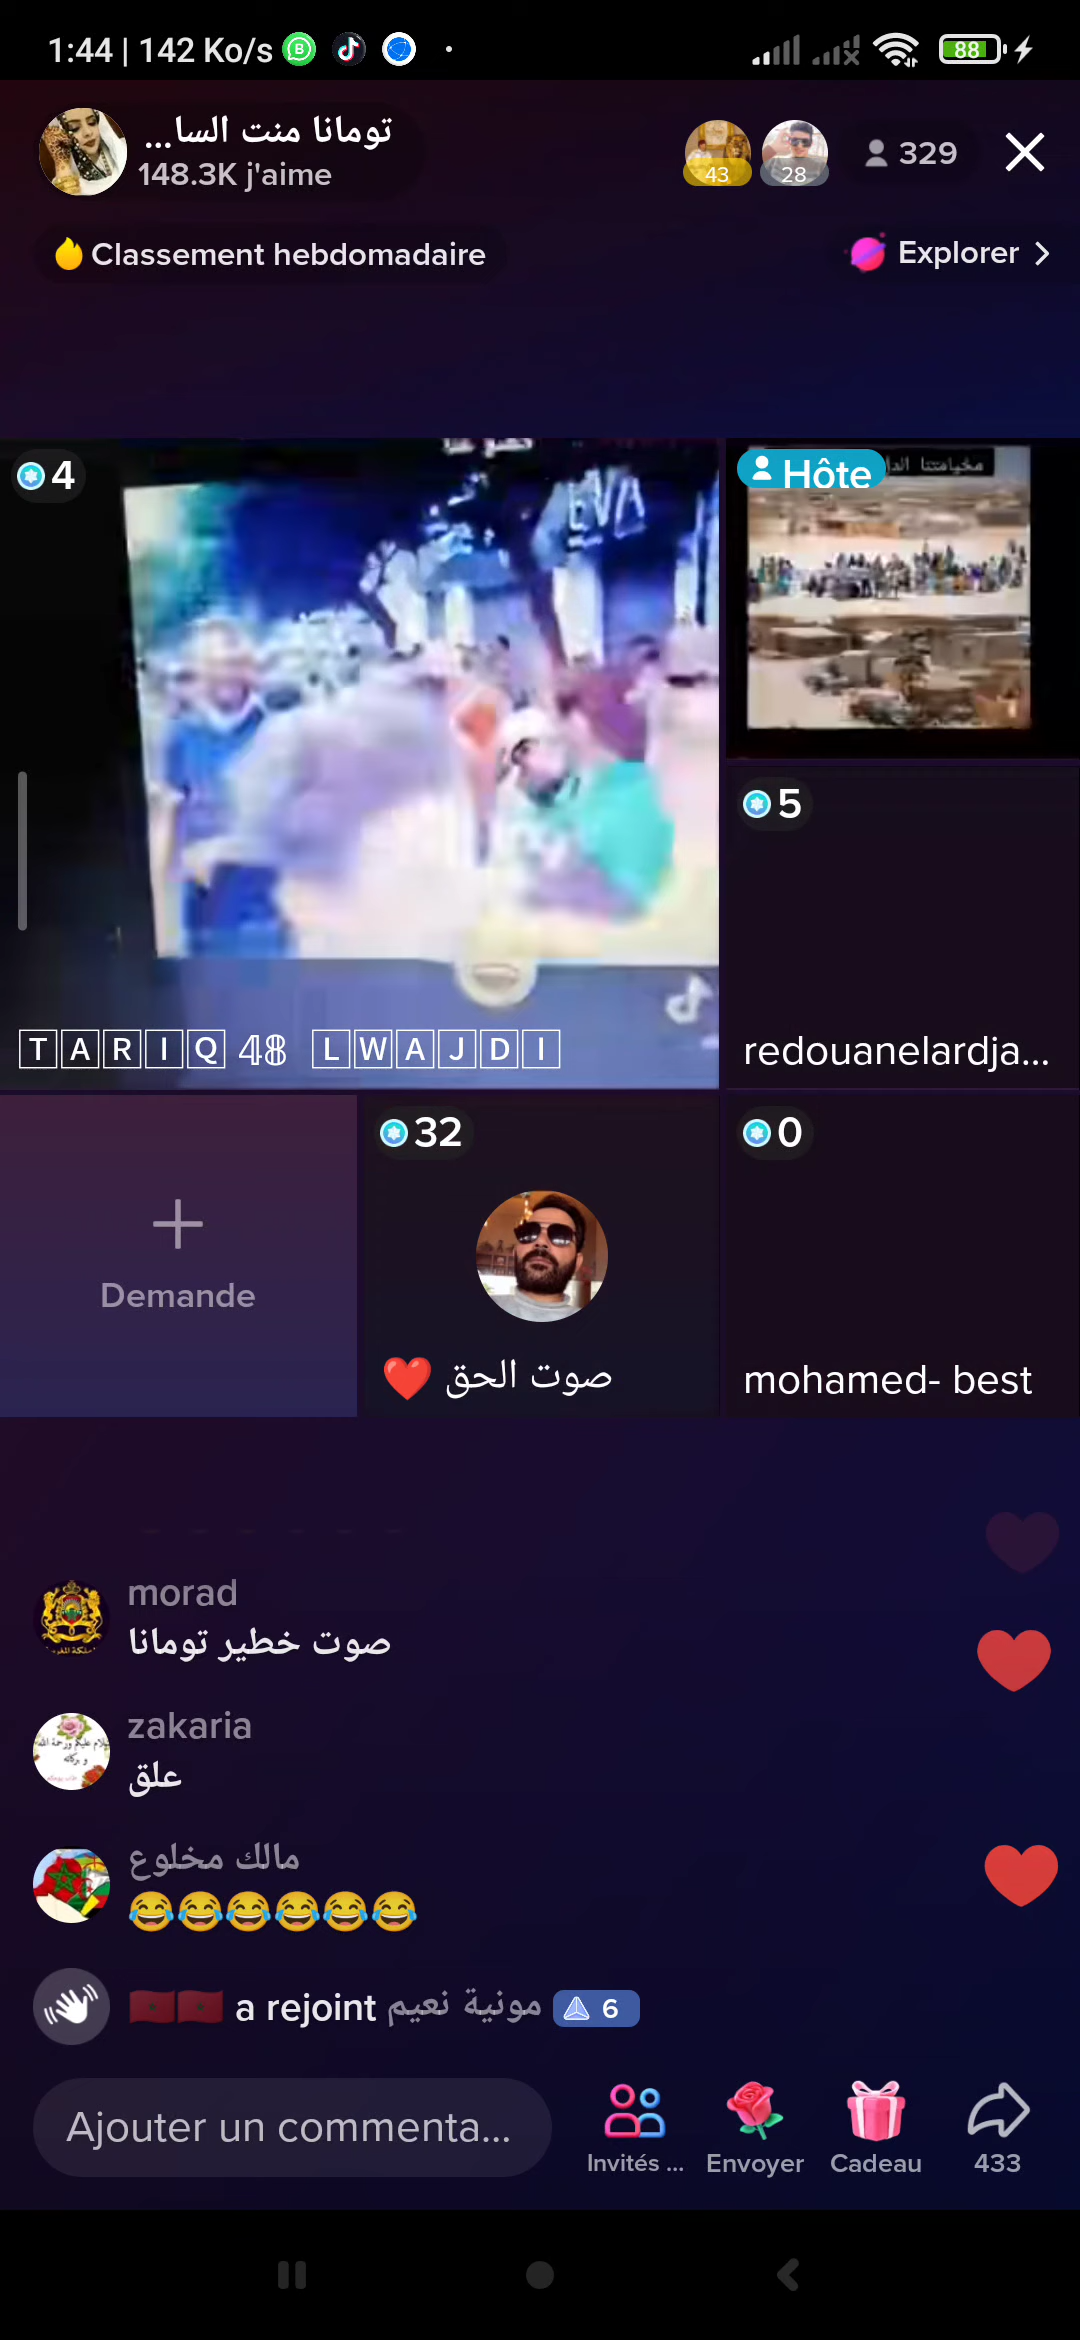 1:44 | 142 Ko/s
88
تومانا منت السا...
148.3K j'aime
43
28
329
Classement hebdomadaire
Explorer
4
Hôte
مخيامتنا
5
TARIQ 48 LWAJDI
redouanelardja...
Demande
32
صوت الحق ❤️
0
mohamed- best
morad
صوت خطير تومانا
zakaria
علق
مالك مخلوع
😂😂😂😂😂😂
🇲🇦🇲🇦 a rejoint مونية نعيم 6
Ajouter un commenta...
Invités ...
Envoyer
Cadeau
433